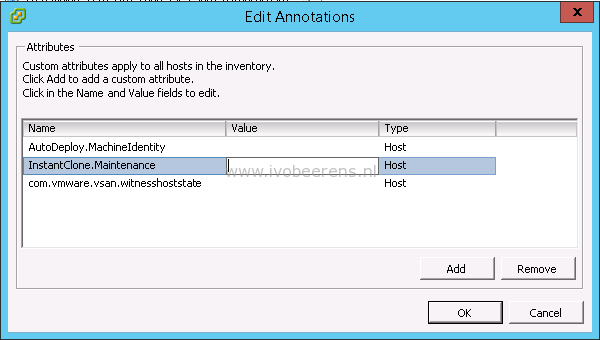 Edit Annotations
x
Attributes
Custom attributes apply to all hosts in the inventory.
Click Add to add a custom attribute.
Click in the Name and Value fields to edit.
Name Value Type
AutoDeploy.MachineIdentity Host
InstantClone.Maintenance Host
www.ivobeerens.nl
com.vmware.vsan.witnesshoststate Host
Add Remove
OK Cancel